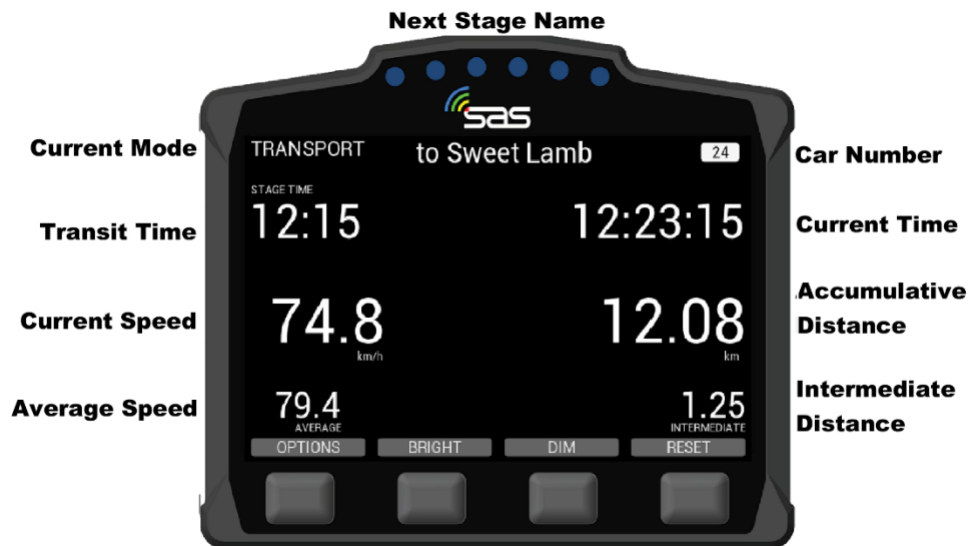 Next Stage Name
sas
Current Mode
TRANSPORT
to Sweet Lamb
24
Car Number
STAGE TIME
Transit Time
12:15
12:23:15
Current Time
Current Speed
74.8
km/h
12.08
km
Accumulative
Distance
Average Speed
79.4
AVERAGE
1.25
INTERMEDIATE
Intermediate
Distance
OPTIONS
BRIGHT
DIM
RESET